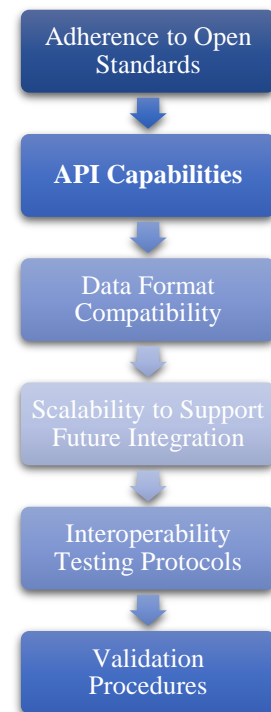 Adherence to Open
Standards
API Capabilities
Data Format
Compatibility
Scalability to Support
Future Integration
Interoperability
Testing Protocols
Validation
Procedures